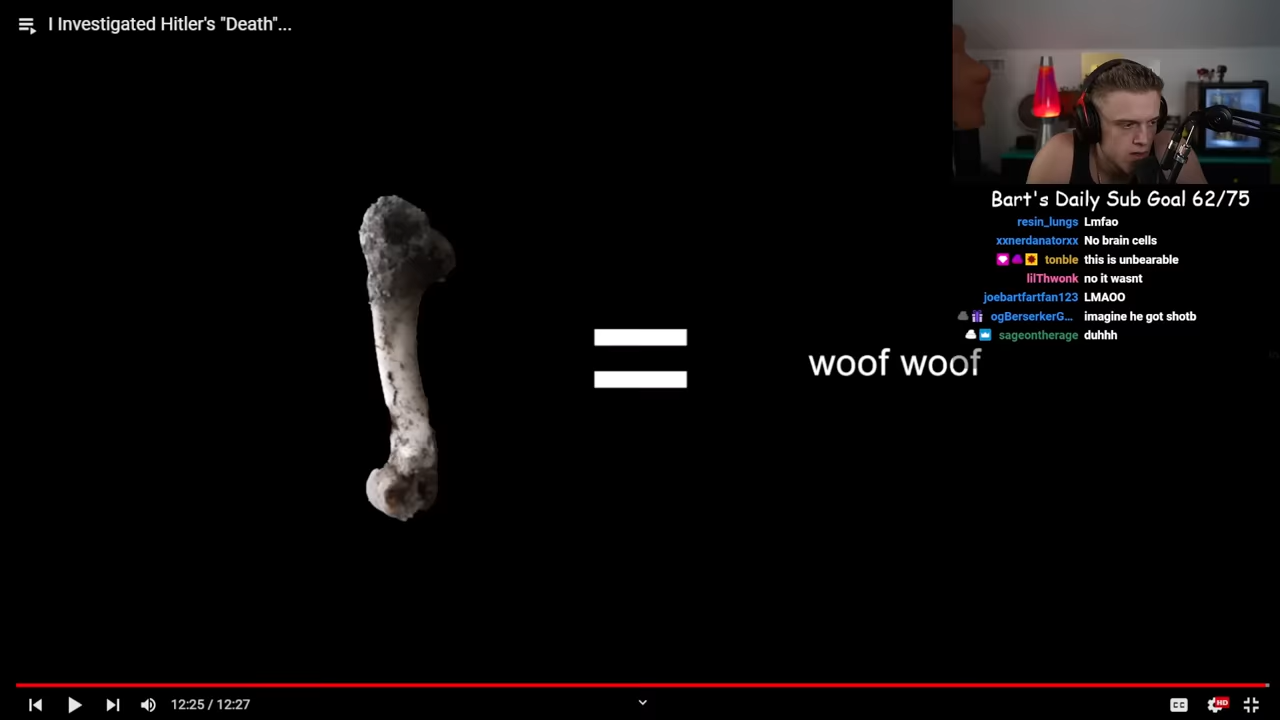 I Investigated Hitler's "Death"...
Bart's Daily Sub Goal 62/75
resin_lungs Lmfao
xxnerdanatorxx No brain cells
tonble this is unbearable
lilThwonk no it wasnt
joebartfartfan123 LMAOO
ogBerserkerG... imagine he got shotb
sageontherage duhhh
woof woof
12:25 / 12:27
CC
HD